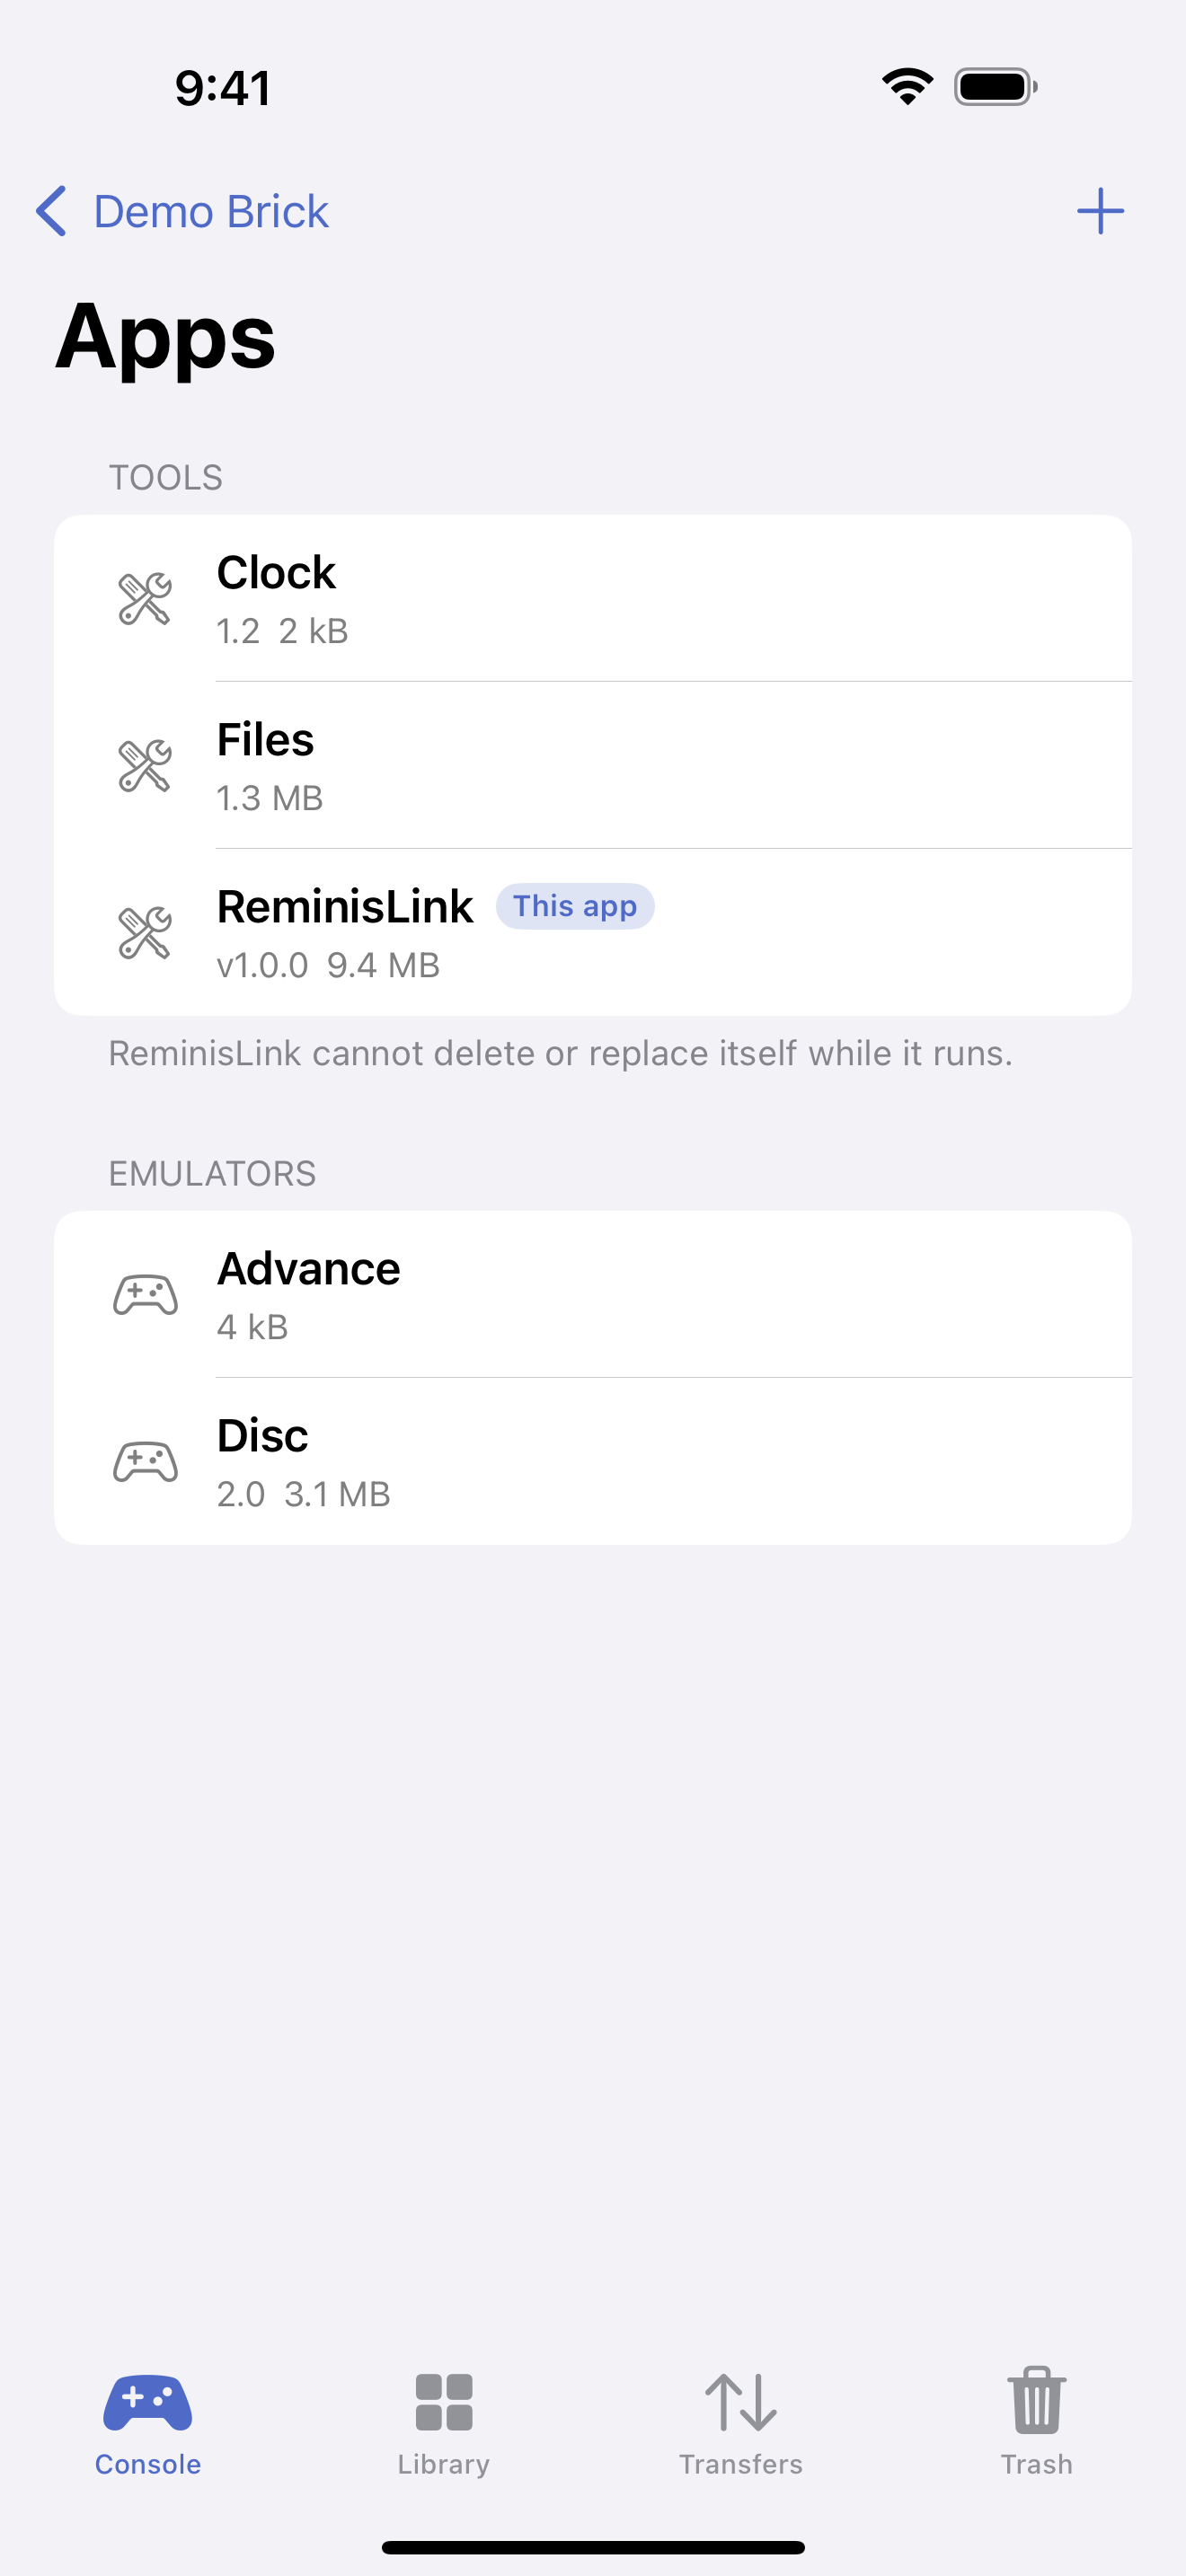 9:41
Demo Brick
Apps
TOOLS
Clock
1.2 2 kB
Files
1.3 MB
ReminisLink This app
v1.0.0 9.4 MB
ReminisLink cannot delete or replace itself while it runs.
EMULATORS
Advance
4 kB
Disc
2.0 3.1 MB
Console Library Transfers Trash